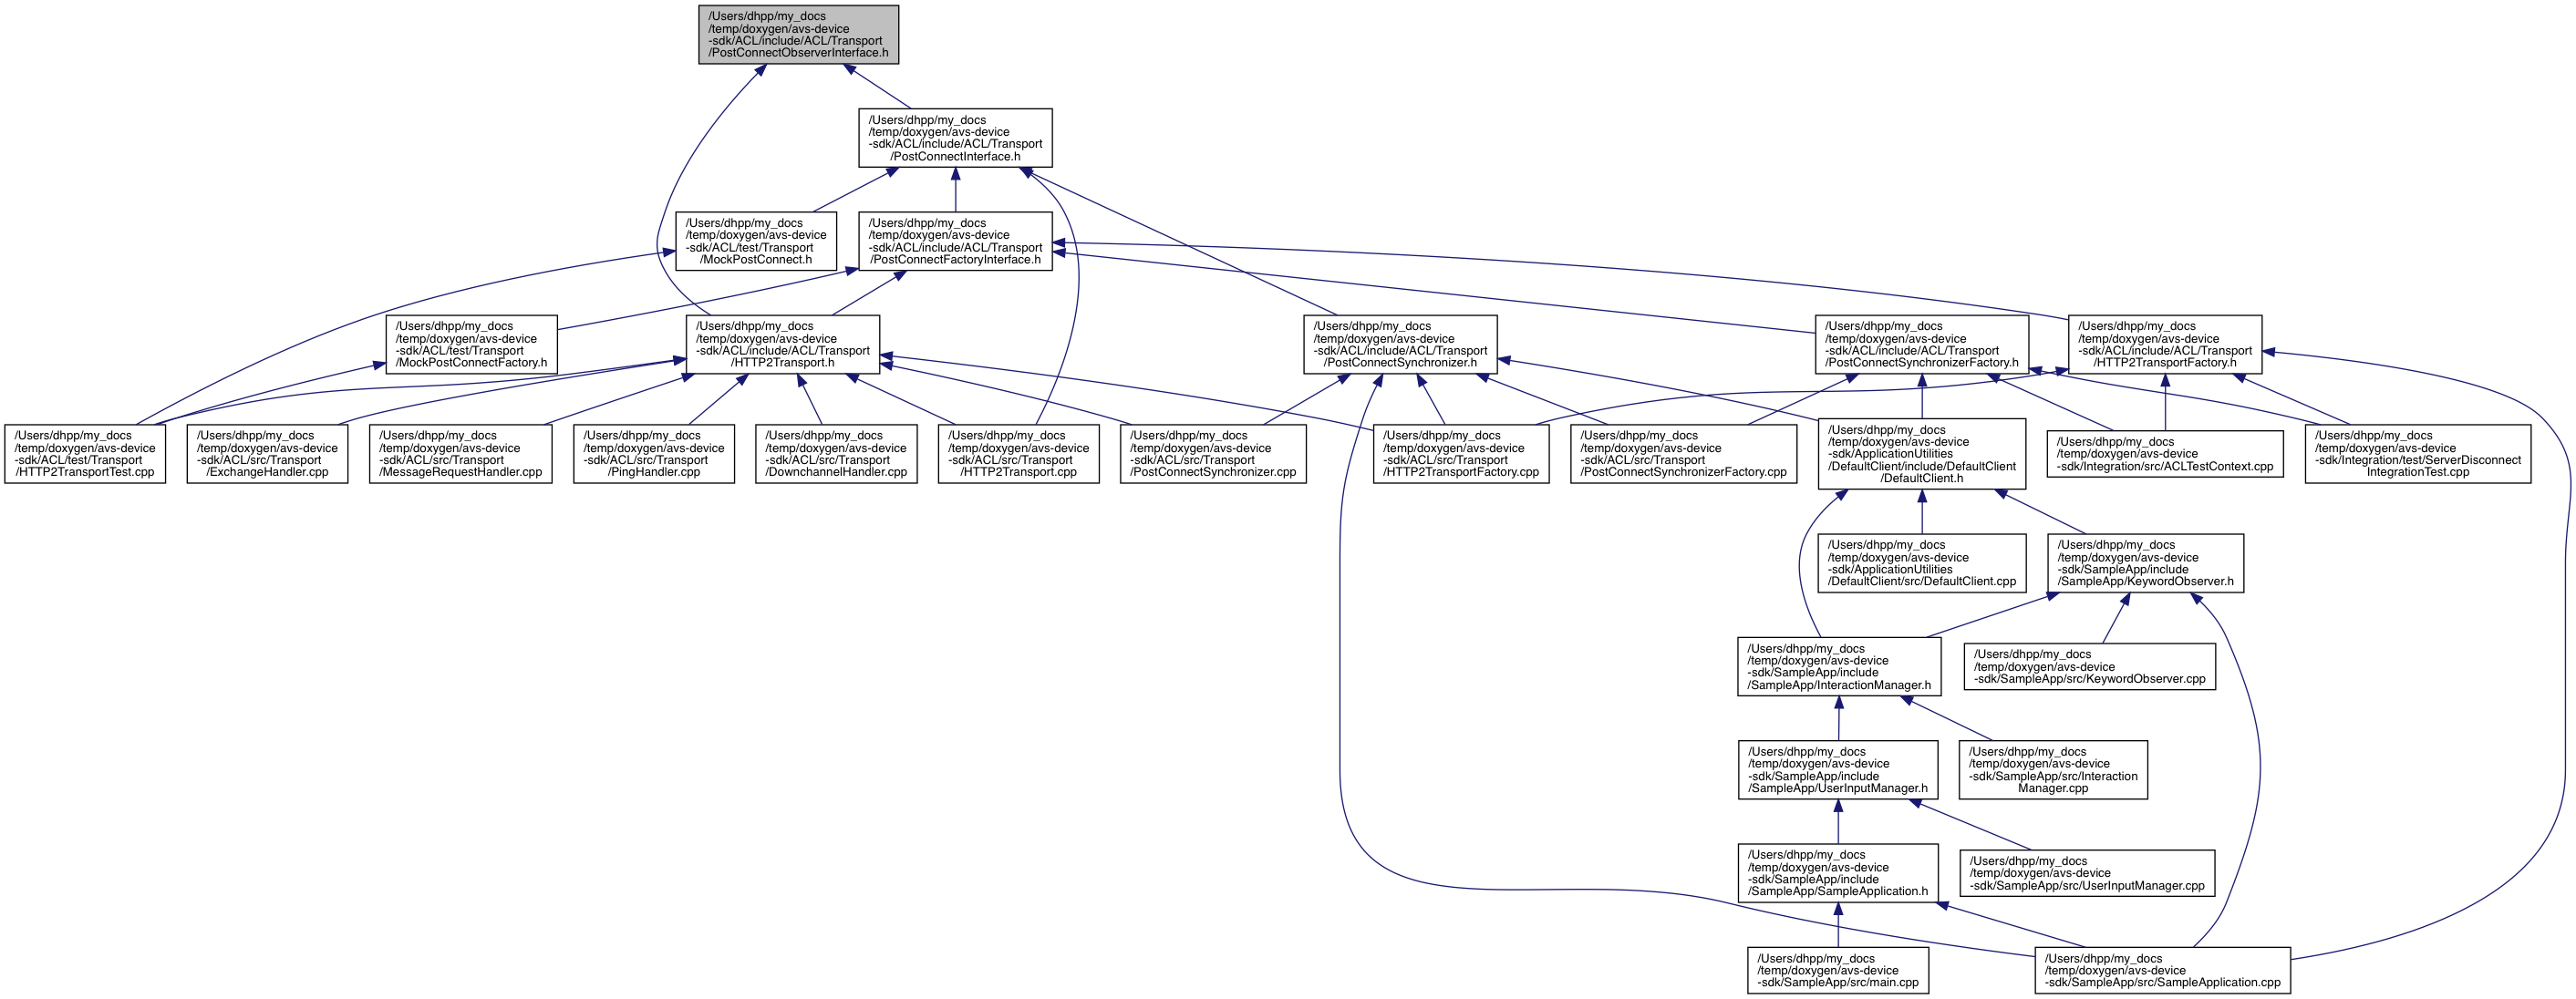 /Users/dhpp/my_docs
/temp/doxygen/avs-device
-sdk/ACL/include/ACL/Transport
/PostConnectObserverInterface.h
/Users/dhpp/my_docs
/temp/doxygen/avs-device
-sdk/ACL/include/ACL/Transport
/PostConnectInterface.h
/Users/dhpp/my_docs
/temp/doxygen/avs-device
-sdk/ACL/test/Transport
/MockPostConnect.h
/Users/dhpp/my_docs
/temp/doxygen/avs-device
-sdk/ACL/include/ACL/Transport
/PostConnectFactoryInterface.h
/Users/dhpp/my_docs
/temp/doxygen/avs-device
-sdk/ACL/test/Transport
/MockPostConnectFactory.h
/Users/dhpp/my_docs
/temp/doxygen/avs-device
-sdk/ACL/include/ACL/Transport
/HTTP2Transport.h
/Users/dhpp/my_docs
/temp/doxygen/avs-device
-sdk/ACL/include/ACL/Transport
/PostConnectSynchronizer.h
/Users/dhpp/my_docs
/temp/doxygen/avs-device
-sdk/ACL/include/ACL/Transport
/PostConnectSynchronizerFactory.h
/Users/dhpp/my_docs
/temp/doxygen/avs-device
-sdk/ACL/include/ACL/Transport
/HTTP2TransportFactory.h
/Users/dhpp/my_docs
/temp/doxygen/avs-device
-sdk/ACL/test/Transport
/HTTP2TransportTest.cpp
/Users/dhpp/my_docs
/temp/doxygen/avs-device
-sdk/ACL/src/Transport
/ExchangeHandler.cpp
/Users/dhpp/my_docs
/temp/doxygen/avs-device
-sdk/ACL/src/Transport
/MessageRequestHandler.cpp
/Users/dhpp/my_docs
/temp/doxygen/avs-device
-sdk/ACL/src/Transport
/PingHandler.cpp
/Users/dhpp/my_docs
/temp/doxygen/avs-device
-sdk/ACL/src/Transport
/DownchannelHandler.cpp
/Users/dhpp/my_docs
/temp/doxygen/avs-device
-sdk/ACL/src/Transport
/HTTP2Transport.cpp
/Users/dhpp/my_docs
/temp/doxygen/avs-device
-sdk/ACL/src/Transport
/PostConnectSynchronizer.cpp
/Users/dhpp/my_docs
/temp/doxygen/avs-device
-sdk/ACL/src/Transport
/HTTP2TransportFactory.cpp
/Users/dhpp/my_docs
/temp/doxygen/avs-device
-sdk/ACL/src/Transport
/PostConnectSynchronizerFactory.cpp
/Users/dhpp/my_docs
/temp/doxygen/avs-device
-sdk/ApplicationUtilities
/DefaultClient/include/DefaultClient
/DefaultClient.h
/Users/dhpp/my_docs
/temp/doxygen/avs-device
-sdk/Integration/src/ACLTestContext.cpp
/Users/dhpp/my_docs
/temp/doxygen/avs-device
-sdk/Integration/test/ServerDisconnect
IntegrationTest.cpp
/Users/dhpp/my_docs
/temp/doxygen/avs-device
-sdk/ApplicationUtilities
/DefaultClient/src/DefaultClient.cpp
/Users/dhpp/my_docs
/temp/doxygen/avs-device
-sdk/SampleApp/include
/SampleApp/KeywordObserver.h
/Users/dhpp/my_docs
/temp/doxygen/avs-device
-sdk/SampleApp/include
/SampleApp/InteractionManager.h
/Users/dhpp/my_docs
/temp/doxygen/avs-device
-sdk/SampleApp/src/KeywordObserver.cpp
/Users/dhpp/my_docs
/temp/doxygen/avs-device
-sdk/SampleApp/include
/SampleApp/UserInputManager.h
/Users/dhpp/my_docs
/temp/doxygen/avs-device
-sdk/SampleApp/src/Interaction
Manager.cpp
/Users/dhpp/my_docs
/temp/doxygen/avs-device
-sdk/SampleApp/include
/SampleApp/SampleApplication.h
/Users/dhpp/my_docs
/temp/doxygen/avs-device
-sdk/SampleApp/src/UserInputManager.cpp
/Users/dhpp/my_docs
/temp/doxygen/avs-device
-sdk/SampleApp/src/main.cpp
/Users/dhpp/my_docs
/temp/doxygen/avs-device
-sdk/SampleApp/src/SampleApplication.cpp